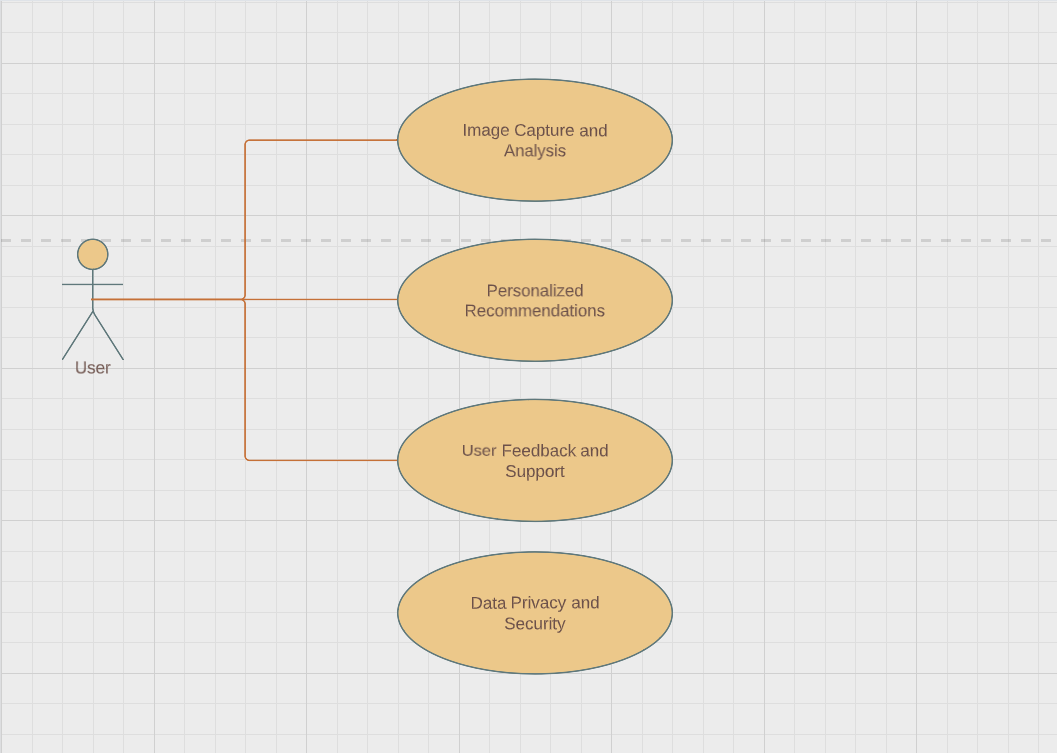 Image Capture and
Analysis
Personalized
Recommendations
User
User Feedback and
Support
Data Privacy and
Security